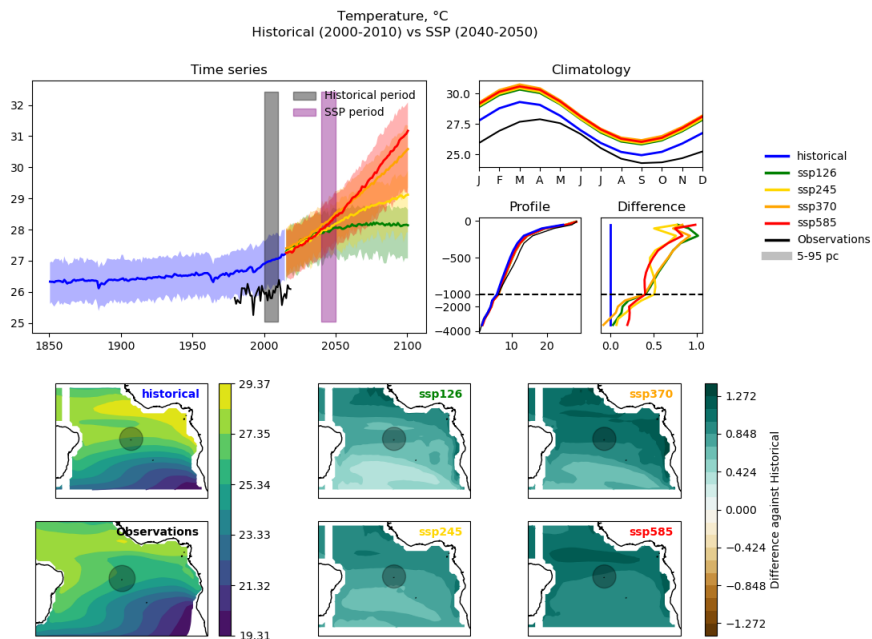 Temperature, °C
Historical (2000-2010) vs SSP (2040-2050)
Time series
32
31
30
29
28
27
26
25
1850
1900
1950
2000
2050
2100
Historical period
SSP period
Climatology
30.0
27.5
25.0
J F M A M J J A S O N D
Profile
0
−500
−1000
−4000
10
20
Difference
0.0
0.5
1.0
historical
ssp126
ssp245
ssp370
ssp585
Observations
5-95 pc
historical
29.37
27.35
25.34
23.33
21.32
19.31
ssp126
ssp370
Observations
ssp245
ssp585
1.272
0.848
0.424
0.000
−0.424
−0.848
−1.272
Difference against Historical